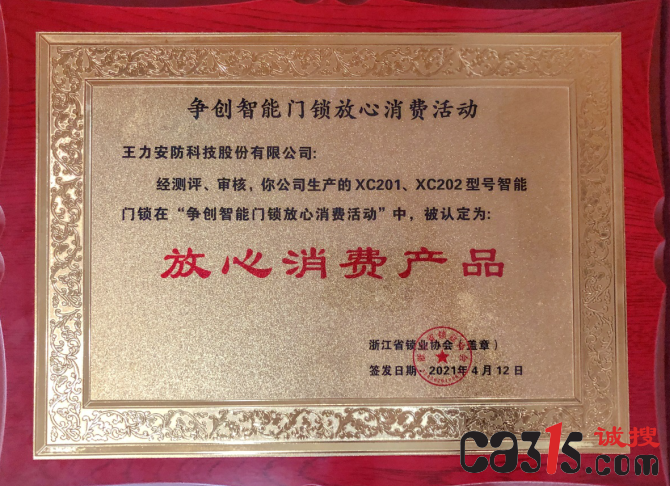 争创智能门锁放心消费活动
王力安防科技股份有限公司:
经测评、审核，你公司生产的XC201、XC202型号智能
门锁在“争创智能门锁放心消费活动”中，被认定为:
放心消费产品
浙江省锁业协会（盖章）
签发日期：2021年4月12日
诚搜
ca315.com